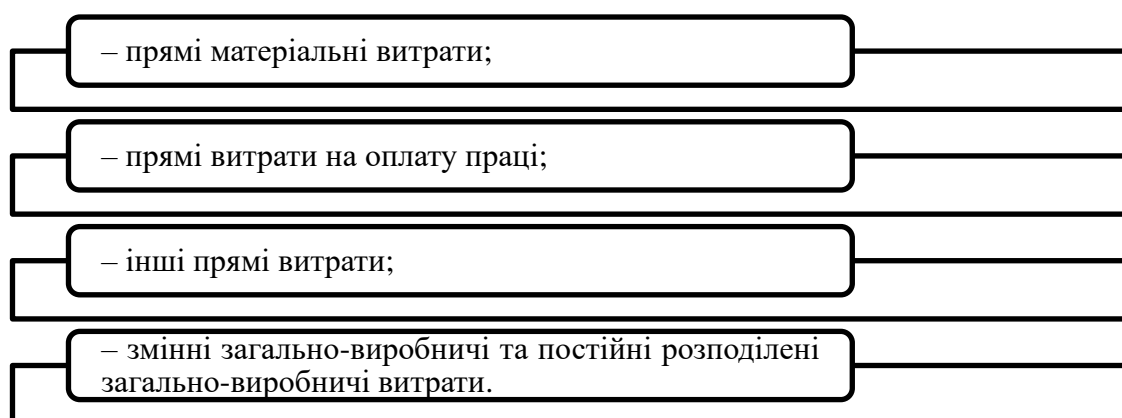 – прямі матеріальні витрати;
– прямі витрати на оплату праці;
– інші прямі витрати;
– змінні загально-виробничі та постійні розподілені
загально-виробничі витрати.